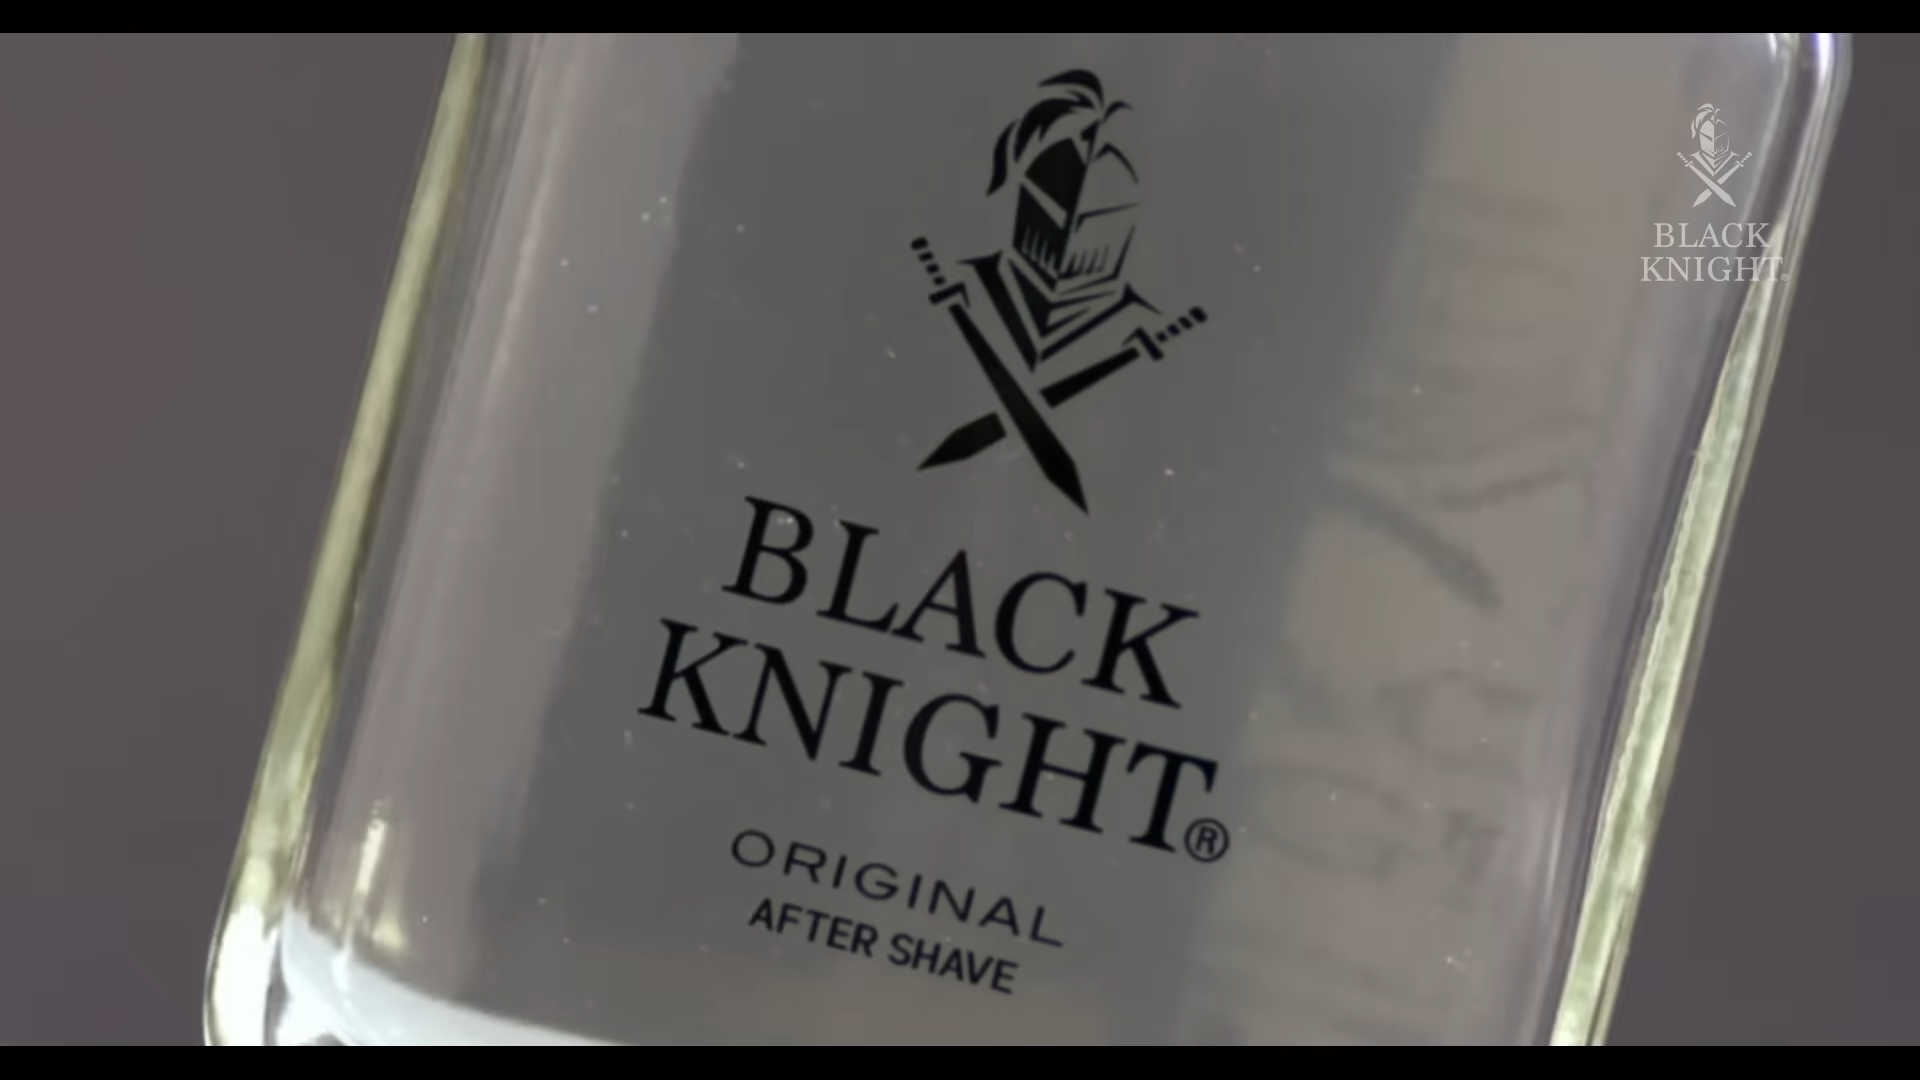 BLACK
KNIGHT®
ORIGINAL
AFTER SHAVE
BLACK
KNIGHT®